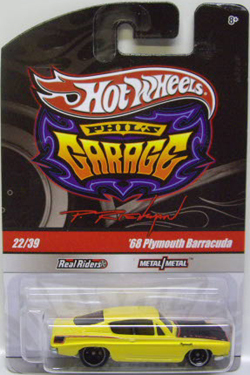 8+
Hot Wheels
PHIL'S
GARAGE
22/39
'68 Plymouth Barracuda
Real Riders
METAL/METAL